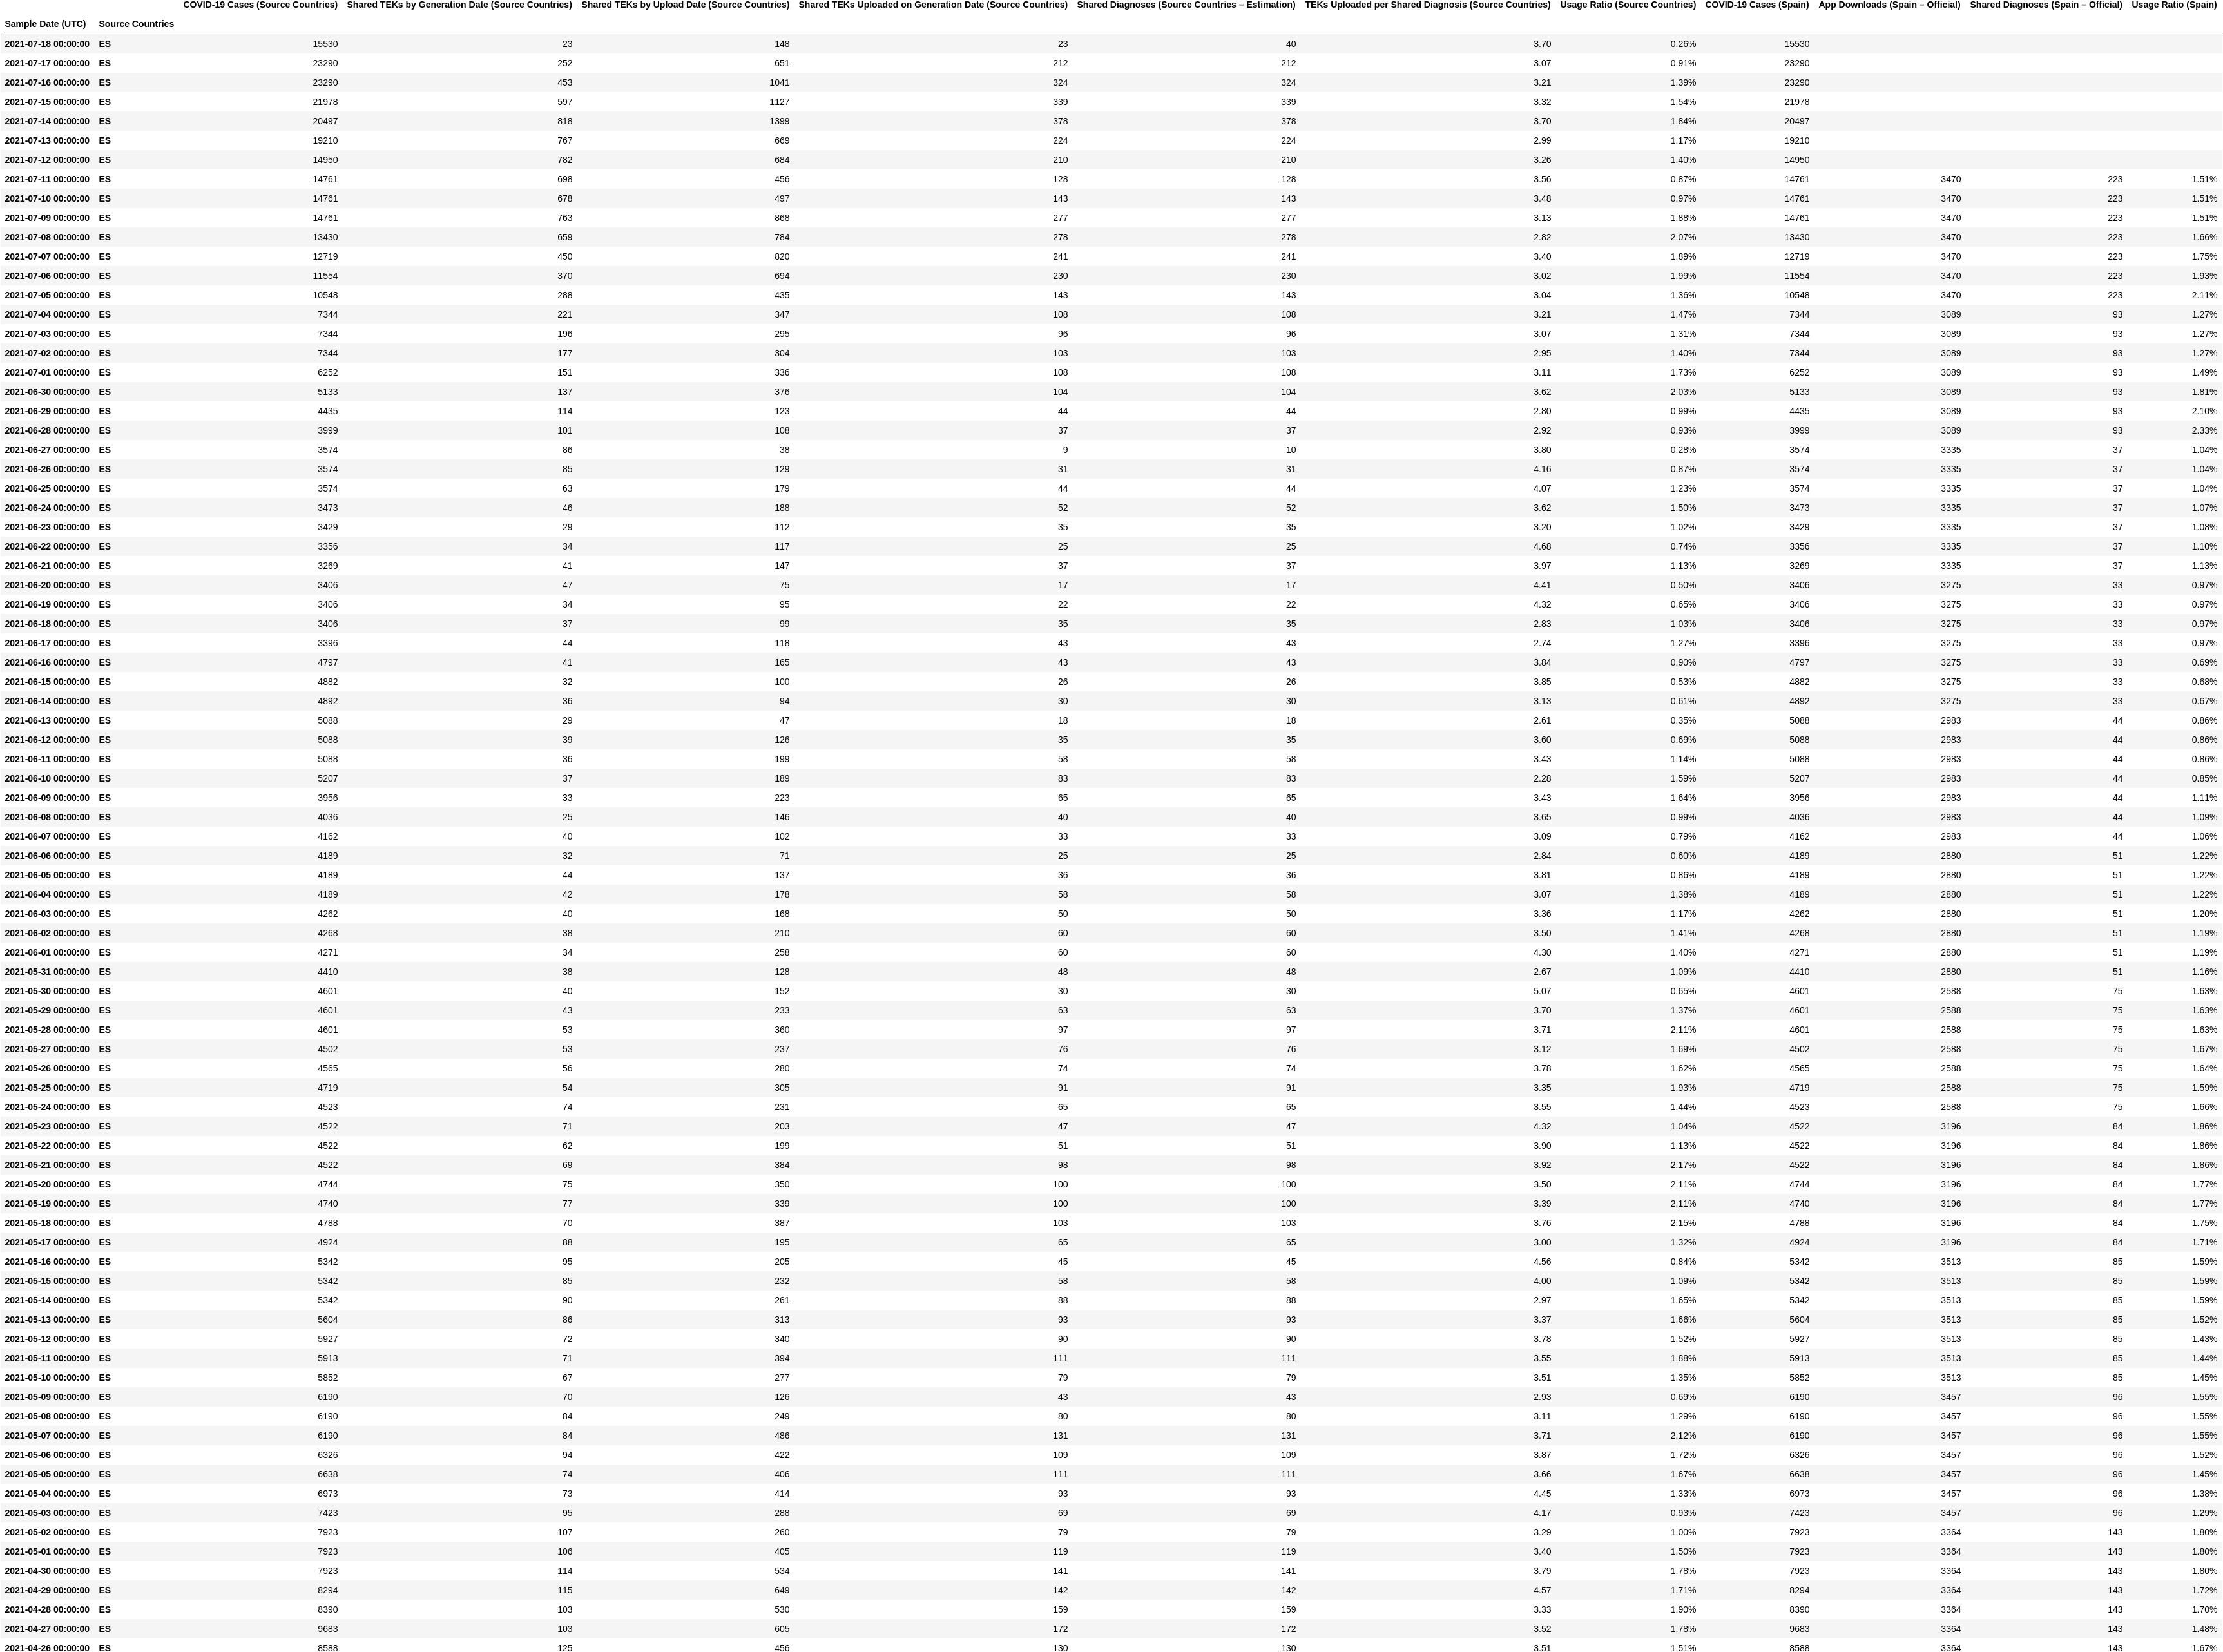 COVID-19 Cases (Source Countries) Shared TEKs by Generation Date (Source Countries) Shared TEKs by Upload Date (Source Countries) Shared TEKs Uploaded on Generation Date (Source Countries) Shared Diagnoses (Source Countries – Estimation) TEKs Uploaded per Shared Diagnosis (Source Countries) Usage Ratio (Source Countries) COVID-19 Cases (Spain) App Downloads (Spain – Official) Shared Diagnoses (Spain – Official) Usage Ratio (Spain)
Sample Date (UTC) Source Countries
2021-07-18 00:00:00 ES 15530 23 148 23 40 3.70 0.26% 15530
2021-07-17 00:00:00 ES 23290 252 651 212 212 3.07 0.91% 23290
2021-07-16 00:00:00 ES 23290 453 1041 324 324 3.21 1.39% 23290
2021-07-15 00:00:00 ES 21978 597 1127 339 339 3.32 1.54% 21978
2021-07-14 00:00:00 ES 20497 818 1399 378 378 3.70 1.84% 20497
2021-07-13 00:00:00 ES 19210 767 669 224 224 2.99 1.17% 19210
2021-07-12 00:00:00 ES 14950 782 684 210 210 3.26 1.40% 14950
2021-07-11 00:00:00 ES 14761 698 456 128 128 3.56 0.87% 14761 3470 223 1.51%
2021-07-10 00:00:00 ES 14761 678 497 143 143 3.48 0.97% 14761 3470 223 1.51%
2021-07-09 00:00:00 ES 14761 763 868 277 277 3.13 1.88% 14761 3470 223 1.51%
2021-07-08 00:00:00 ES 13430 659 784 278 278 2.82 2.07% 13430 3470 223 1.66%
2021-07-07 00:00:00 ES 12719 450 820 241 241 3.40 1.89% 12719 3470 223 1.75%
2021-07-06 00:00:00 ES 11554 370 694 230 230 3.02 1.99% 11554 3470 223 1.93%
2021-07-05 00:00:00 ES 10548 288 435 143 143 3.04 1.36% 10548 3470 223 2.11%
2021-07-04 00:00:00 ES 7344 221 347 108 108 3.21 1.47% 7344 3089 93 1.27%
2021-07-03 00:00:00 ES 7344 196 295 96 96 3.07 1.31% 7344 3089 93 1.27%
2021-07-02 00:00:00 ES 7344 177 304 103 103 2.95 1.40% 7344 3089 93 1.27%
2021-07-01 00:00:00 ES 6252 151 336 108 108 3.11 1.73% 6252 3089 93 1.49%
2021-06-30 00:00:00 ES 5133 137 376 104 104 3.62 2.03% 5133 3089 93 1.81%
2021-06-29 00:00:00 ES 4435 114 123 44 44 2.80 0.99% 4435 3089 93 2.10%
2021-06-28 00:00:00 ES 3999 101 108 37 37 2.92 0.93% 3999 3089 93 2.33%
2021-06-27 00:00:00 ES 3574 86 38 9 10 3.80 0.28% 3574 3335 37 1.04%
2021-06-26 00:00:00 ES 3574 85 129 31 31 4.16 0.87% 3574 3335 37 1.04%
2021-06-25 00:00:00 ES 3574 63 179 44 44 4.07 1.23% 3574 3335 37 1.04%
2021-06-24 00:00:00 ES 3473 46 188 52 52 3.62 1.50% 3473 3335 37 1.07%
2021-06-23 00:00:00 ES 3429 29 112 35 35 3.20 1.02% 3429 3335 37 1.08%
2021-06-22 00:00:00 ES 3356 34 117 25 25 4.68 0.74% 3356 3335 37 1.10%
2021-06-21 00:00:00 ES 3269 41 147 37 37 3.97 1.13% 3269 3335 37 1.13%
2021-06-20 00:00:00 ES 3406 47 75 17 17 4.41 0.50% 3406 3275 33 0.97%
2021-06-19 00:00:00 ES 3406 34 95 22 22 4.32 0.65% 3406 3275 33 0.97%
2021-06-18 00:00:00 ES 3406 37 99 35 35 2.83 1.03% 3406 3275 33 0.97%
2021-06-17 00:00:00 ES 3396 44 118 43 43 2.74 1.27% 3396 3275 33 0.97%
2021-06-16 00:00:00 ES 4797 41 165 43 43 3.84 0.90% 4797 3275 33 0.69%
2021-06-15 00:00:00 ES 4882 32 100 26 26 3.85 0.53% 4882 3275 33 0.68%
2021-06-14 00:00:00 ES 4892 36 94 30 30 3.13 0.61% 4892 3275 33 0.67%
2021-06-13 00:00:00 ES 5088 29 47 18 18 2.61 0.35% 5088 2983 44 0.86%
2021-06-12 00:00:00 ES 5088 39 126 35 35 3.60 0.69% 5088 2983 44 0.86%
2021-06-11 00:00:00 ES 5088 36 199 58 58 3.43 1.14% 5088 2983 44 0.86%
2021-06-10 00:00:00 ES 5207 37 189 83 83 2.28 1.59% 5207 2983 44 0.85%
2021-06-09 00:00:00 ES 3956 33 223 65 65 3.43 1.64% 3956 2983 44 1.11%
2021-06-08 00:00:00 ES 4036 25 146 40 40 3.65 0.99% 4036 2983 44 1.09%
2021-06-07 00:00:00 ES 4162 40 102 33 33 3.09 0.79% 4162 2983 44 1.06%
2021-06-06 00:00:00 ES 4189 32 71 25 25 2.84 0.60% 4189 2880 51 1.22%
2021-06-05 00:00:00 ES 4189 44 137 36 36 3.81 0.86% 4189 2880 51 1.22%
2021-06-04 00:00:00 ES 4189 42 178 58 58 3.07 1.38% 4189 2880 51 1.22%
2021-06-03 00:00:00 ES 4262 40 168 50 50 3.36 1.17% 4262 2880 51 1.20%
2021-06-02 00:00:00 ES 4268 38 210 60 60 3.50 1.41% 4268 2880 51 1.19%
2021-06-01 00:00:00 ES 4271 34 258 60 60 4.30 1.40% 4271 2880 51 1.19%
2021-05-31 00:00:00 ES 4410 38 128 48 48 2.67 1.09% 4410 2880 51 1.16%
2021-05-30 00:00:00 ES 4601 40 152 30 30 5.07 0.65% 4601 2588 75 1.63%
2021-05-29 00:00:00 ES 4601 43 233 63 63 3.70 1.37% 4601 2588 75 1.63%
2021-05-28 00:00:00 ES 4601 53 360 97 97 3.71 2.11% 4601 2588 75 1.63%
2021-05-27 00:00:00 ES 4502 53 237 76 76 3.12 1.69% 4502 2588 75 1.67%
2021-05-26 00:00:00 ES 4565 56 280 74 74 3.78 1.62% 4565 2588 75 1.64%
2021-05-25 00:00:00 ES 4719 54 305 91 91 3.35 1.93% 4719 2588 75 1.59%
2021-05-24 00:00:00 ES 4523 74 231 65 65 3.55 1.44% 4523 2588 75 1.66%
2021-05-23 00:00:00 ES 4522 71 203 47 47 4.32 1.04% 4522 3196 84 1.86%
2021-05-22 00:00:00 ES 4522 62 199 51 51 3.90 1.13% 4522 3196 84 1.86%
2021-05-21 00:00:00 ES 4522 69 384 98 98 3.92 2.17% 4522 3196 84 1.86%
2021-05-20 00:00:00 ES 4744 75 350 100 100 3.50 2.11% 4744 3196 84 1.77%
2021-05-19 00:00:00 ES 4740 77 339 100 100 3.39 2.11% 4740 3196 84 1.77%
2021-05-18 00:00:00 ES 4788 70 387 103 103 3.76 2.15% 4788 3196 84 1.75%
2021-05-17 00:00:00 ES 4924 88 195 65 65 3.00 1.32% 4924 3196 84 1.71%
2021-05-16 00:00:00 ES 5342 95 205 45 45 4.56 0.84% 5342 3513 85 1.59%
2021-05-15 00:00:00 ES 5342 85 232 58 58 4.00 1.09% 5342 3513 85 1.59%
2021-05-14 00:00:00 ES 5342 90 261 88 88 2.97 1.65% 5342 3513 85 1.59%
2021-05-13 00:00:00 ES 5604 86 313 93 93 3.37 1.66% 5604 3513 85 1.52%
2021-05-12 00:00:00 ES 5927 72 340 90 90 3.78 1.52% 5927 3513 85 1.43%
2021-05-11 00:00:00 ES 5913 71 394 111 111 3.55 1.88% 5913 3513 85 1.44%
2021-05-10 00:00:00 ES 5852 67 277 79 79 3.51 1.35% 5852 3513 85 1.45%
2021-05-09 00:00:00 ES 6190 70 126 43 43 2.93 0.69% 6190 3457 96 1.55%
2021-05-08 00:00:00 ES 6190 84 249 80 80 3.11 1.29% 6190 3457 96 1.55%
2021-05-07 00:00:00 ES 6190 84 486 131 131 3.71 2.12% 6190 3457 96 1.55%
2021-05-06 00:00:00 ES 6326 94 422 109 109 3.87 1.72% 6326 3457 96 1.52%
2021-05-05 00:00:00 ES 6638 74 406 111 111 3.66 1.67% 6638 3457 96 1.45%
2021-05-04 00:00:00 ES 6973 73 414 93 93 4.45 1.33% 6973 3457 96 1.38%
2021-05-03 00:00:00 ES 7423 95 288 69 69 4.17 0.93% 7423 3457 96 1.29%
2021-05-02 00:00:00 ES 7923 107 260 79 79 3.29 1.00% 7923 3364 143 1.80%
2021-05-01 00:00:00 ES 7923 106 405 119 119 3.40 1.50% 7923 3364 143 1.80%
2021-04-30 00:00:00 ES 7923 114 534 141 141 3.79 1.78% 7923 3364 143 1.80%
2021-04-29 00:00:00 ES 8294 115 649 142 142 4.57 1.71% 8294 3364 143 1.72%
2021-04-28 00:00:00 ES 8390 103 530 159 159 3.33 1.90% 8390 3364 143 1.70%
2021-04-27 00:00:00 ES 9683 103 605 172 172 3.52 1.78% 9683 3364 143 1.48%
2021-04-26 00:00:00 ES 8588 125 456 130 130 3.51 1.51% 8588 3364 143 1.67%